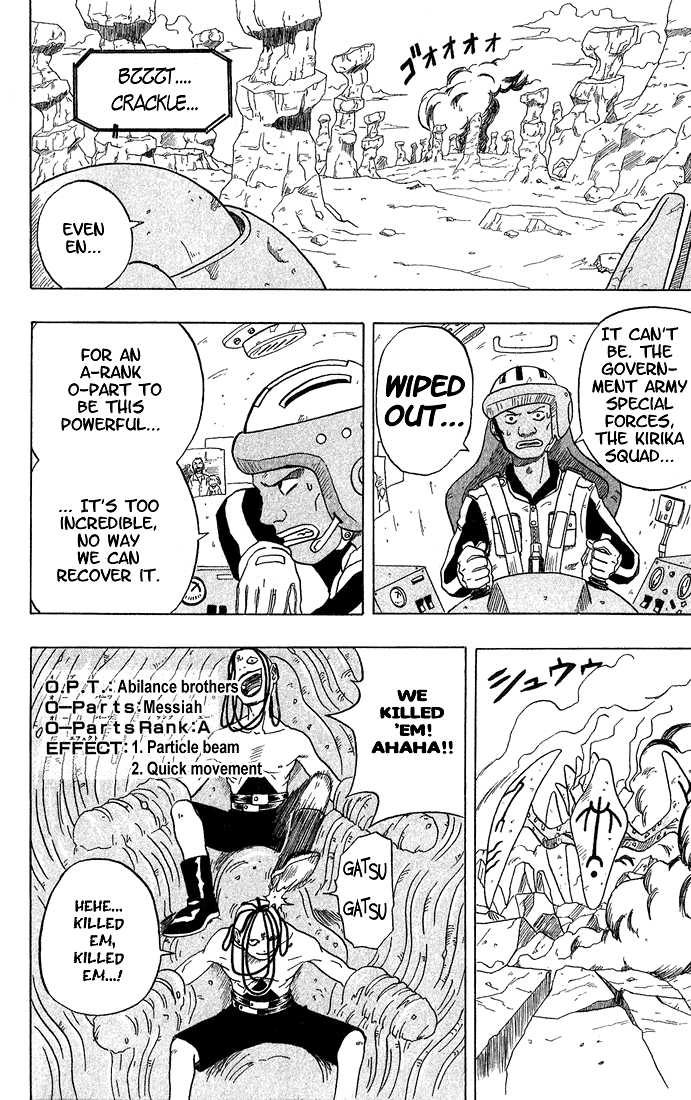 BZZZT....
CRACKLE...
ゴォオオオオ
EVEN
EN...
IT CAN'T
BE. THE
GOVERN-
MENT ARMY
SPECIAL
FORCES,
THE KIRIKA
SQUAD...
WIPED
OUT...
FOR AN
A-RANK
O-PART TO
BE THIS
POWERFUL...
... IT'S TOO
INCREDIBLE,
NO WAY
WE CAN
RECOVER IT.
シュウゥ
WE
KILLED
'EM!
AHAHA!!
O.P.T.: Abilance brothers
O-Parts: Messiah
O-Parts Rank: A
EFFECT: 1. Particle beam
2. Quick movement
GATSU
GATSU
HEHE...
KILLED
EM,
KILLED
EM...!